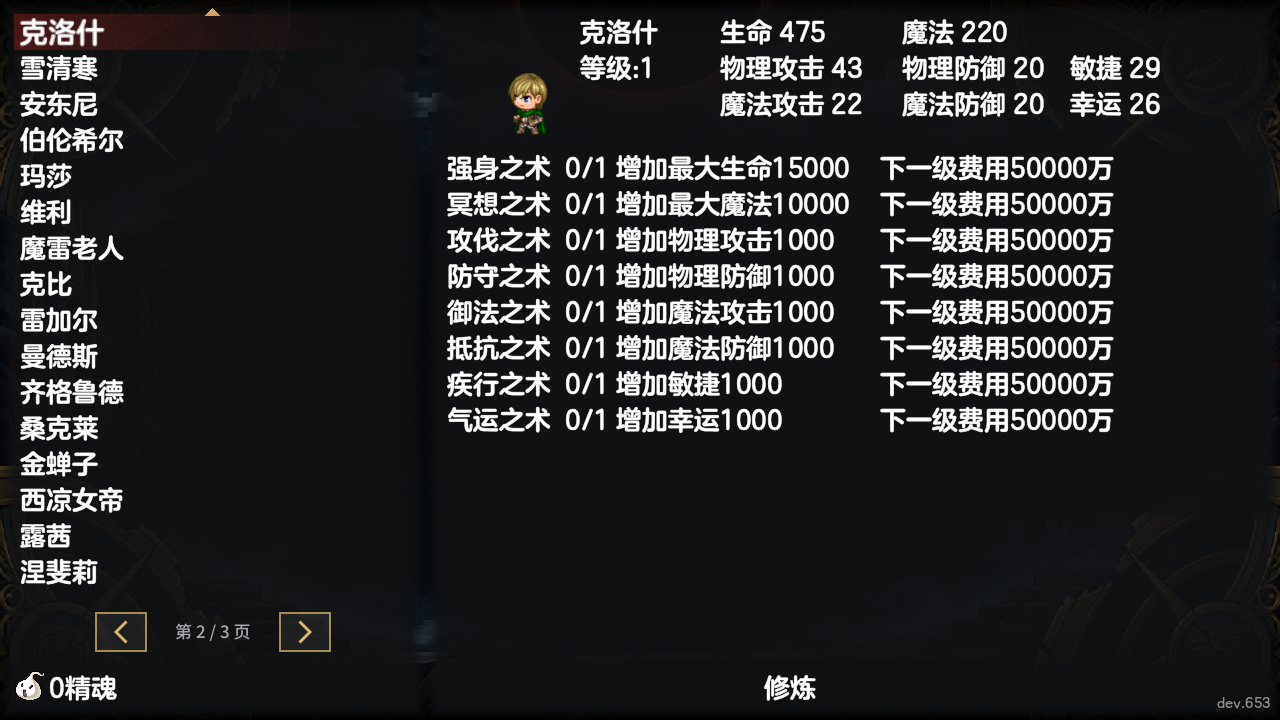 克洛什
雪清寒
安东尼
伯伦希尔
玛莎
维利
魔雷老人
克比
雷加尔
曼德斯
齐格鲁德
桑克莱
金蝉子
西凉女帝
露茜
涅斐莉
第 2 / 3 页
0精魂
克洛什 生命 475 魔法 220
等级:1 物理攻击 43 物理防御 20 敏捷 29
魔法攻击 22 魔法防御 20 幸运 26
强身之术 0/1 增加最大生命15000 下一级费用50000万
冥想之术 0/1 增加最大魔法10000 下一级费用50000万
攻伐之术 0/1 增加物理攻击1000 下一级费用50000万
防守之术 0/1 增加物理防御1000 下一级费用50000万
御法之术 0/1 增加魔法攻击1000 下一级费用50000万
抵抗之术 0/1 增加魔法防御1000 下一级费用50000万
疾行之术 0/1 增加敏捷1000 下一级费用50000万
气运之术 0/1 增加幸运1000 下一级费用50000万
修炼
dev.653